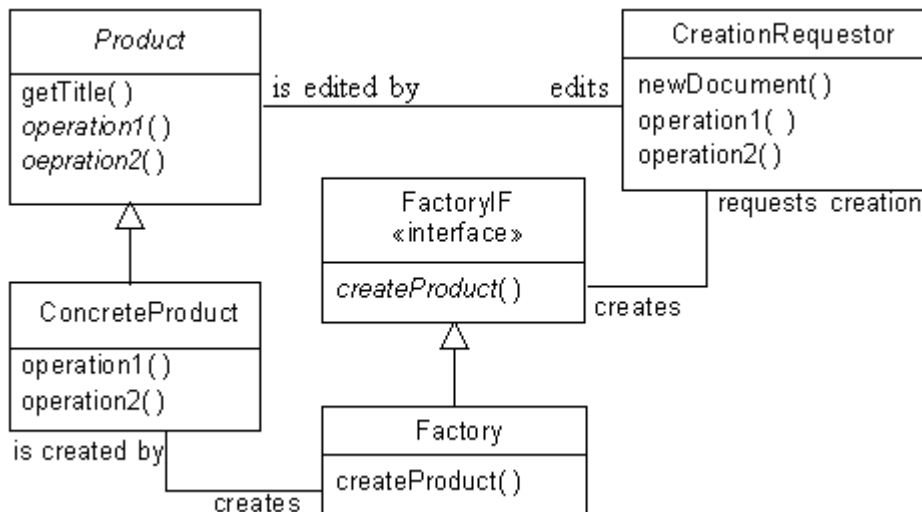 Product
getTitle( )
operation1()
oepration2()
is edited by
edits
CreationRequestor
newDocument()
operation1( )
operation2()
requests creation
FactoryIF
«interface»
createProduct()
creates
ConcreteProduct
operation1()
operation2()
is created by
creates
Factory
createProduct()